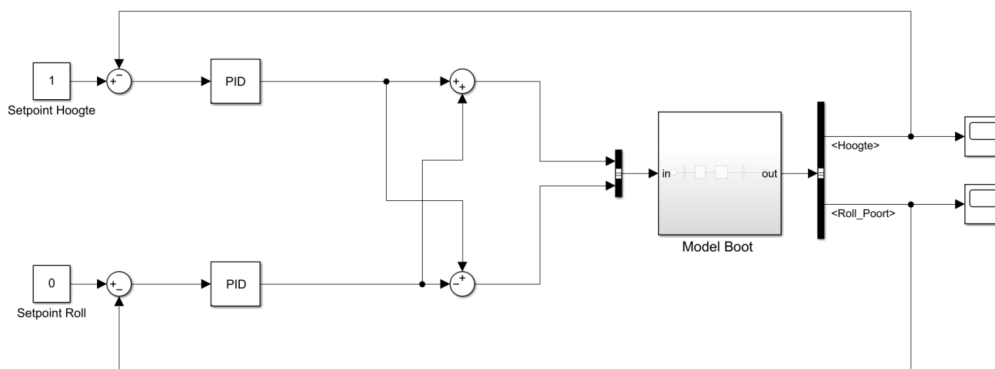 1
Setpoint Hoogte
+
−
PID
+
+
in
out
Model Boot
<Hoogte>
<Roll_Poort>
0
Setpoint Roll
+
−
PID
+
−